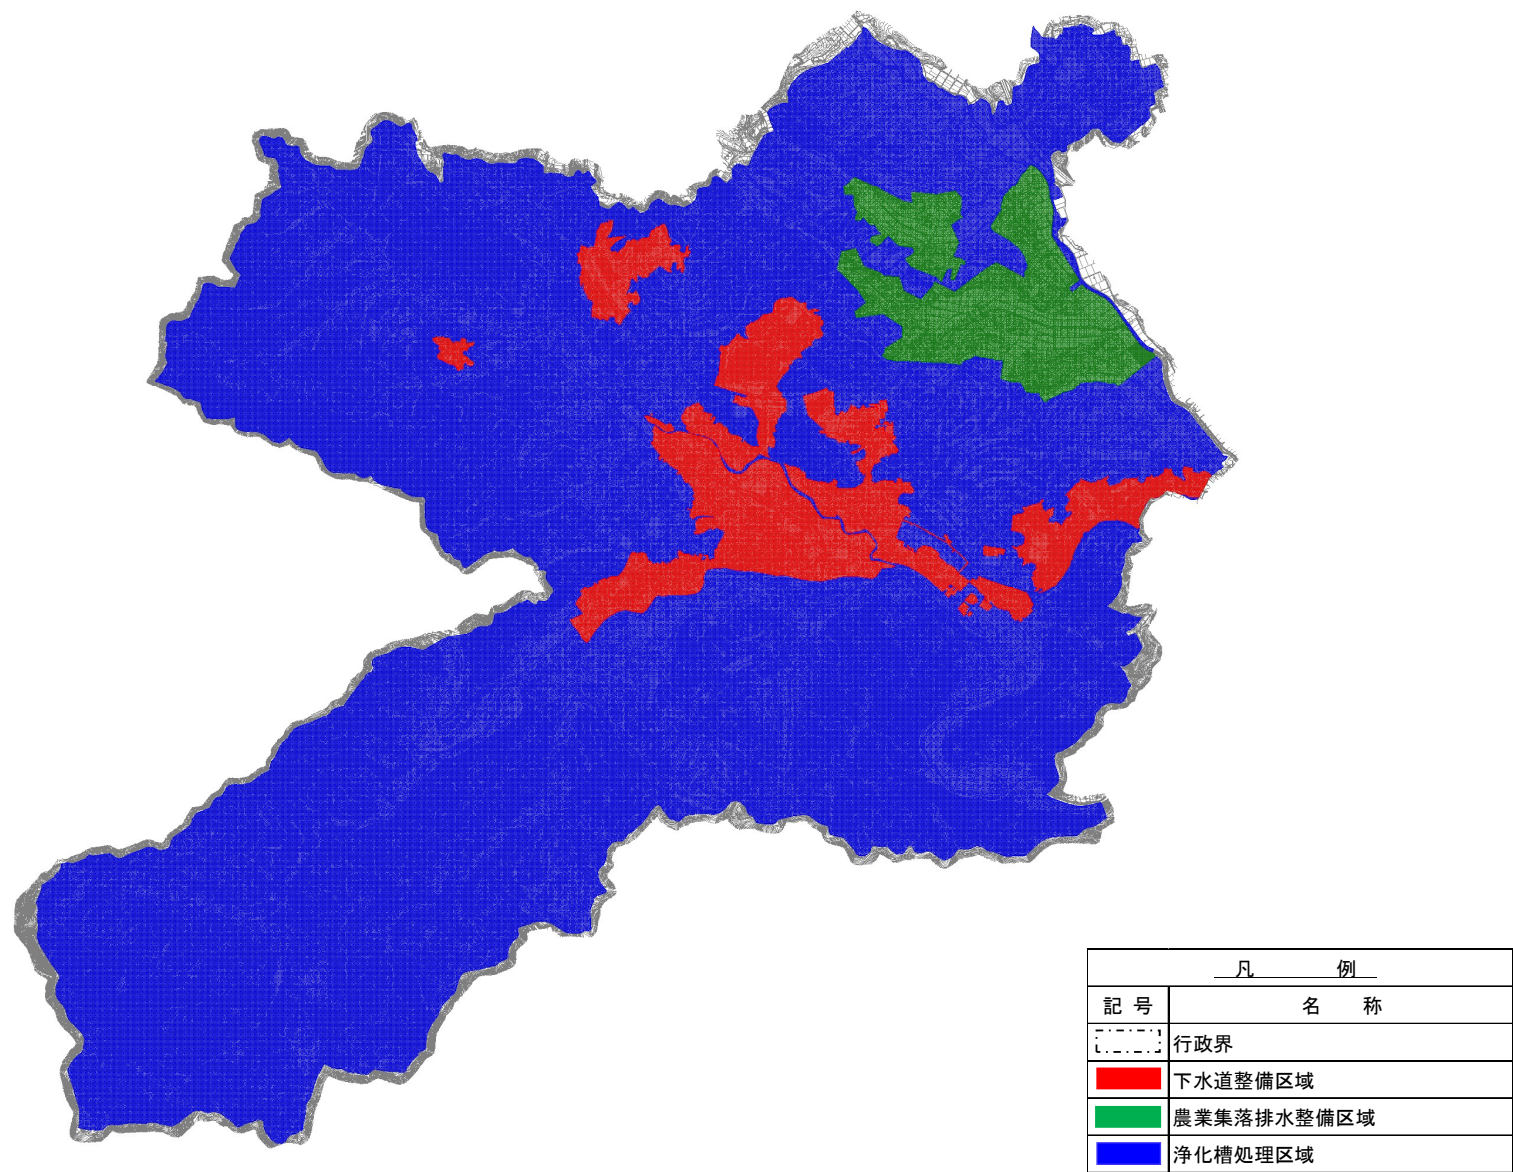 凡 例
記号 名 称
行政界
下水道整備区域
農業集落排水整備区域
浄化槽処理区域